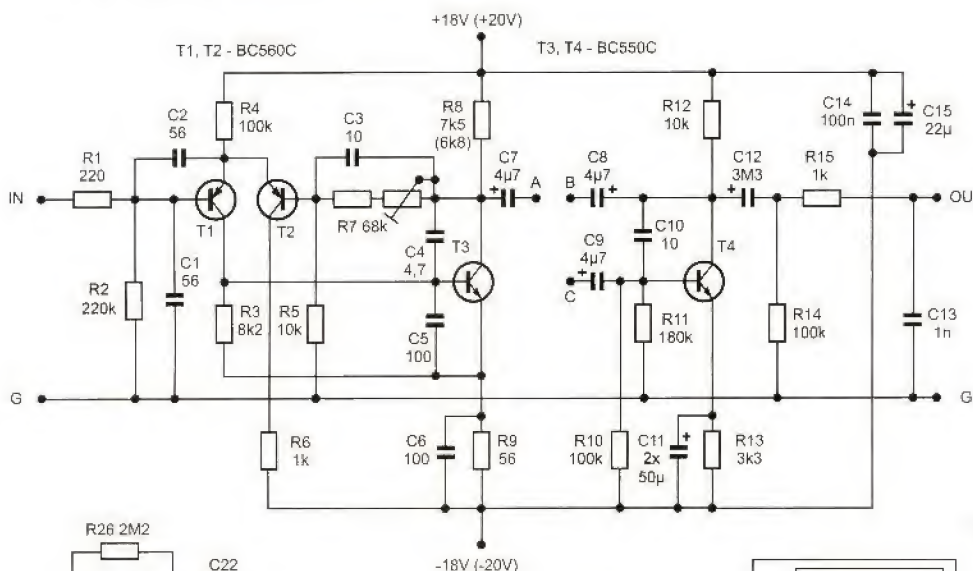 +18V (+20V)
T1, T2 - BC560C
T3, T4 - BC550C
R4
100k
C2
56
R1
220
IN
T1
T2
C3
10
R7 68k
R8
7k5
(6k8)
C7
4µ7
A
B
C8
4µ7
R12
10k
C12
3M3
R15
1k
C14
100n
C15
22µ
OU
C4
4,7
T3
C9
4µ7
C
C10
10
T4
R2
220k
C1
56
R3
8k2
R5
10k
C5
100
R11
180k
R14
100k
C13
1n
G
G
R6
1k
C6
100
R9
56
R10
100k
C11
2x
50µ
R13
3k3
R26 2M2
C22
-18V (-20V)